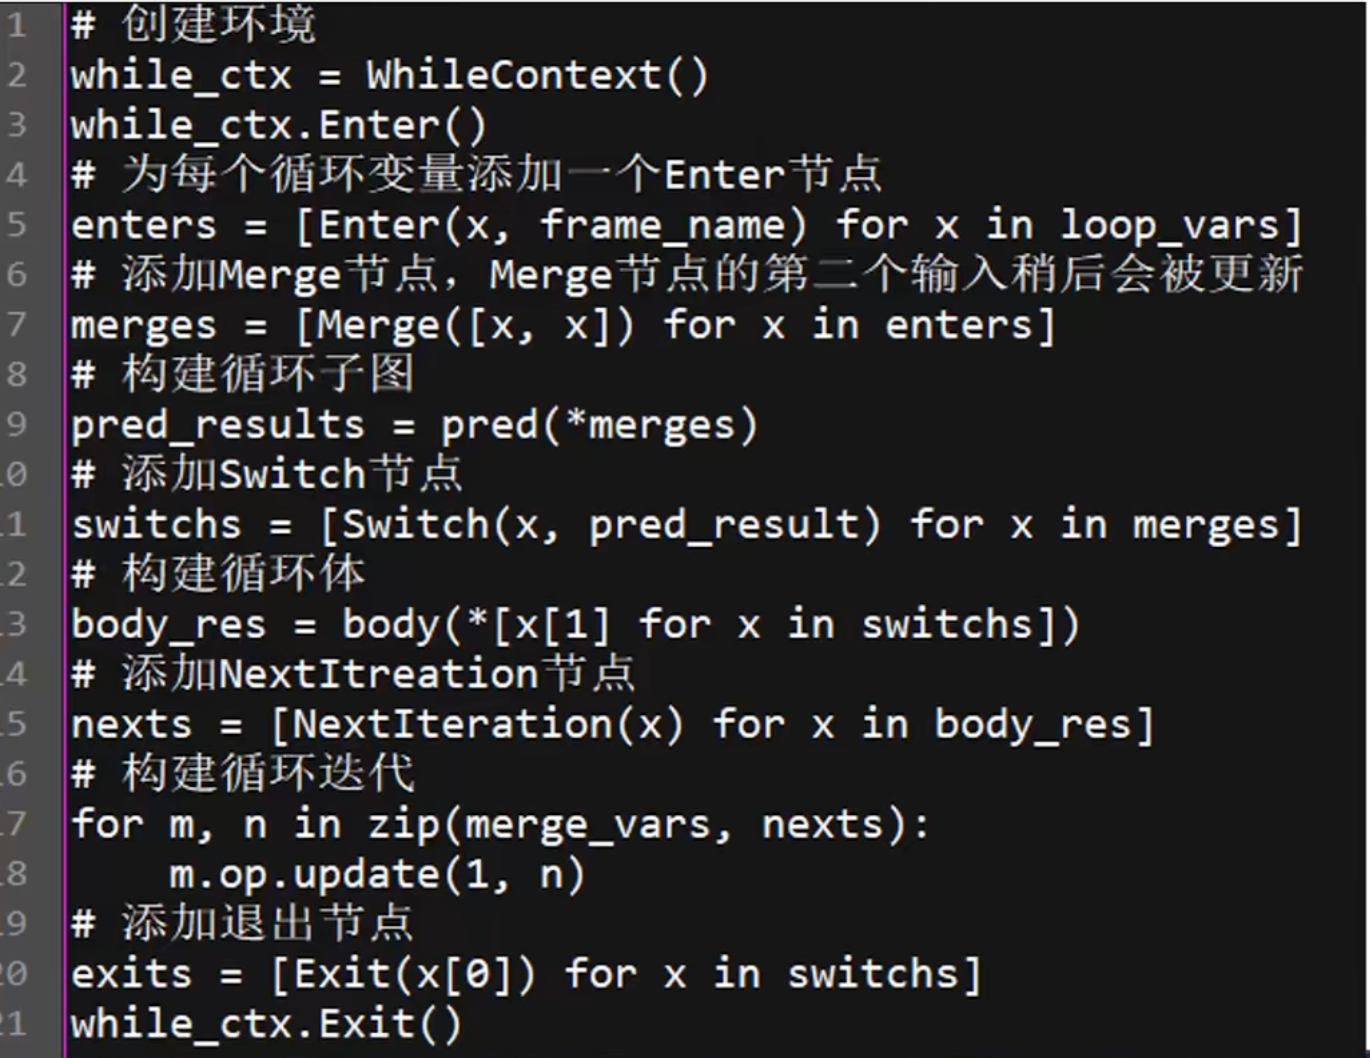 1 # 创建环境
2 while_ctx = WhileContext()
3 while_ctx.Enter()
4 # 为每个循环变量添加一个Enter节点
5 enters = [Enter(x, frame_name) for x in loop_vars]
6 # 添加Merge节点，Merge节点的第二个输入稍后会被更新
7 merges = [Merge([x, x]) for x in enters]
8 # 构建循环子图
9 pred_results = pred(*merges)
10 # 添加Switch节点
11 switchs = [Switch(x, pred_result) for x in merges]
12 # 构建循环体
13 body_res = body(*[x[1] for x in switchs])
14 # 添加NextItreation节点
15 nexts = [NextIteration(x) for x in body_res]
16 # 构建循环迭代
17 for m, n in zip(merge_vars, nexts):
18     m.op.update(1, n)
19 # 添加退出节点
20 exits = [Exit(x[0]) for x in switchs]
21 while_ctx.Exit()